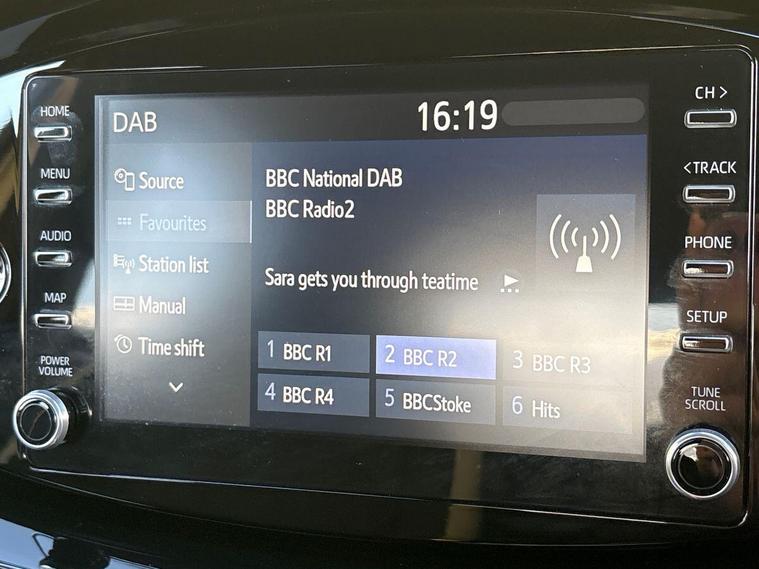 HOME
MENU
AUDIO
MAP
POWER
VOLUME
DAB
16:19
Source
Favourites
Station list
Manual
Time shift
BBC National DAB
BBC Radio2
Sara gets you through teatime
1 BBC R1
2 BBC R2
3 BBC R3
4 BBC R4
5 BBCStoke
6 Hits
CH >
< TRACK
PHONE
SETUP
TUNE
SCROLL